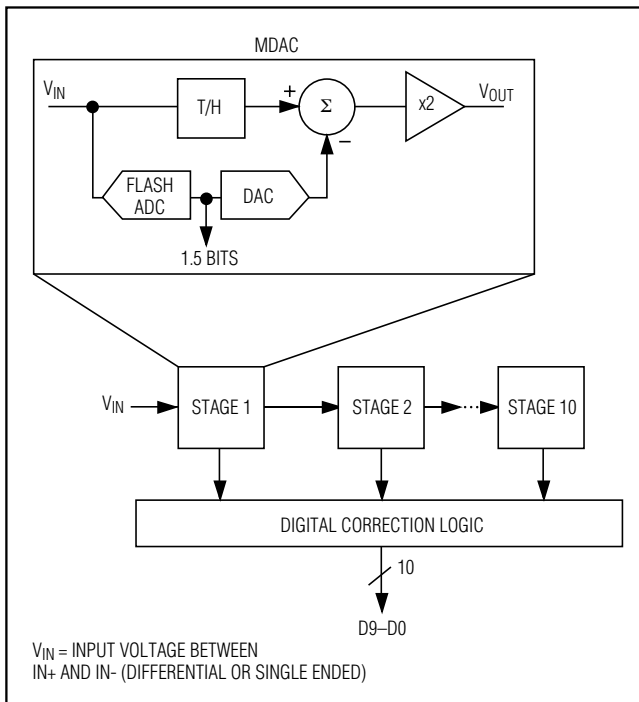 MDAC
VIN
T/H
+
Σ
−
x2
VOUT
FLASH
ADC
DAC
1.5 BITS
VIN
STAGE 1
STAGE 2
STAGE 10
DIGITAL CORRECTION LOGIC
10
D9–D0
VIN = INPUT VOLTAGE BETWEEN
IN+ AND IN- (DIFFERENTIAL OR SINGLE ENDED)